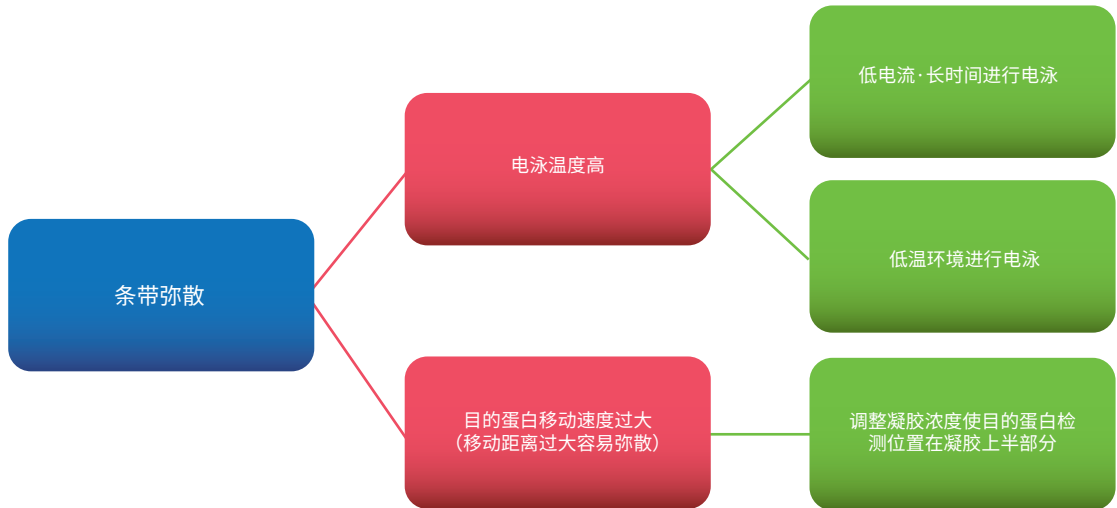 低电流·长时间进行电泳
电泳温度高
低温环境进行电泳
条带弥散
目的蛋白移动速度过大
（移动距离过大容易弥散）
调整凝胶浓度使目的蛋白检
测位置在凝胶上半部分